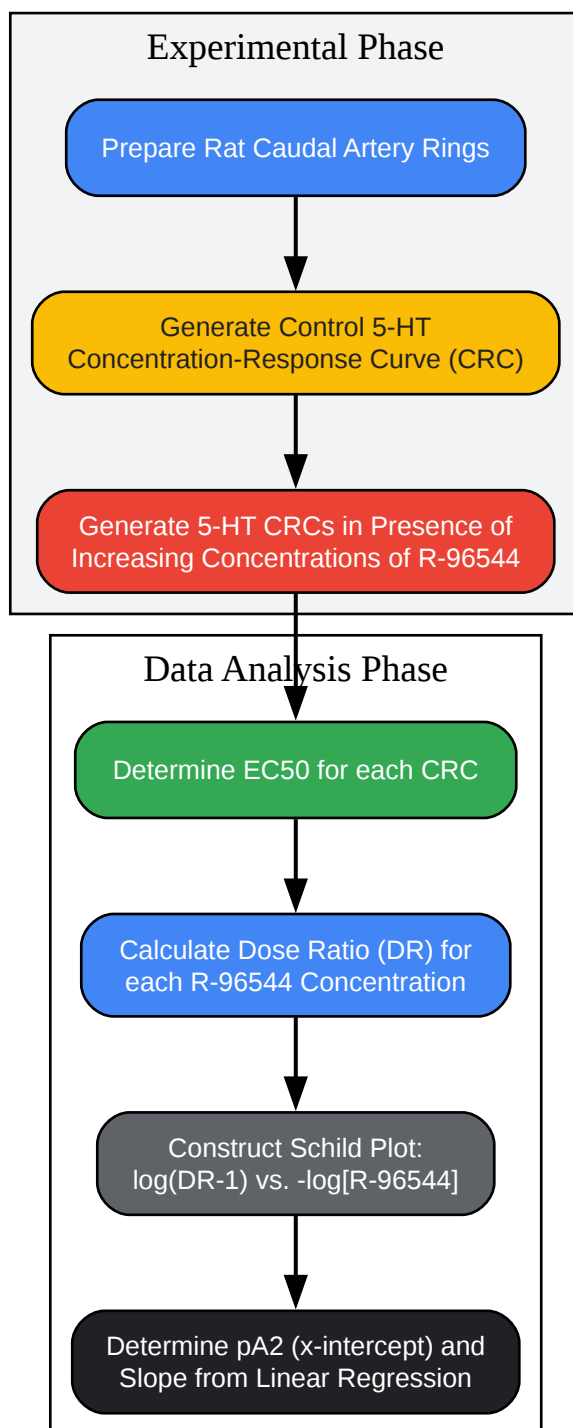 Experimental Phase
Prepare Rat Caudal Artery Rings
Generate Control 5-HT
Concentration-Response Curve (CRC)
Generate 5-HT CRCs in Presence of
Increasing Concentrations of R-96544
Data Analysis Phase
Determine EC50 for each CRC
Calculate Dose Ratio (DR) for
each R-96544 Concentration
Construct Schild Plot:
log(DR-1) vs. -log[R-96544]
Determine pA2 (x-intercept) and
Slope from Linear Regression